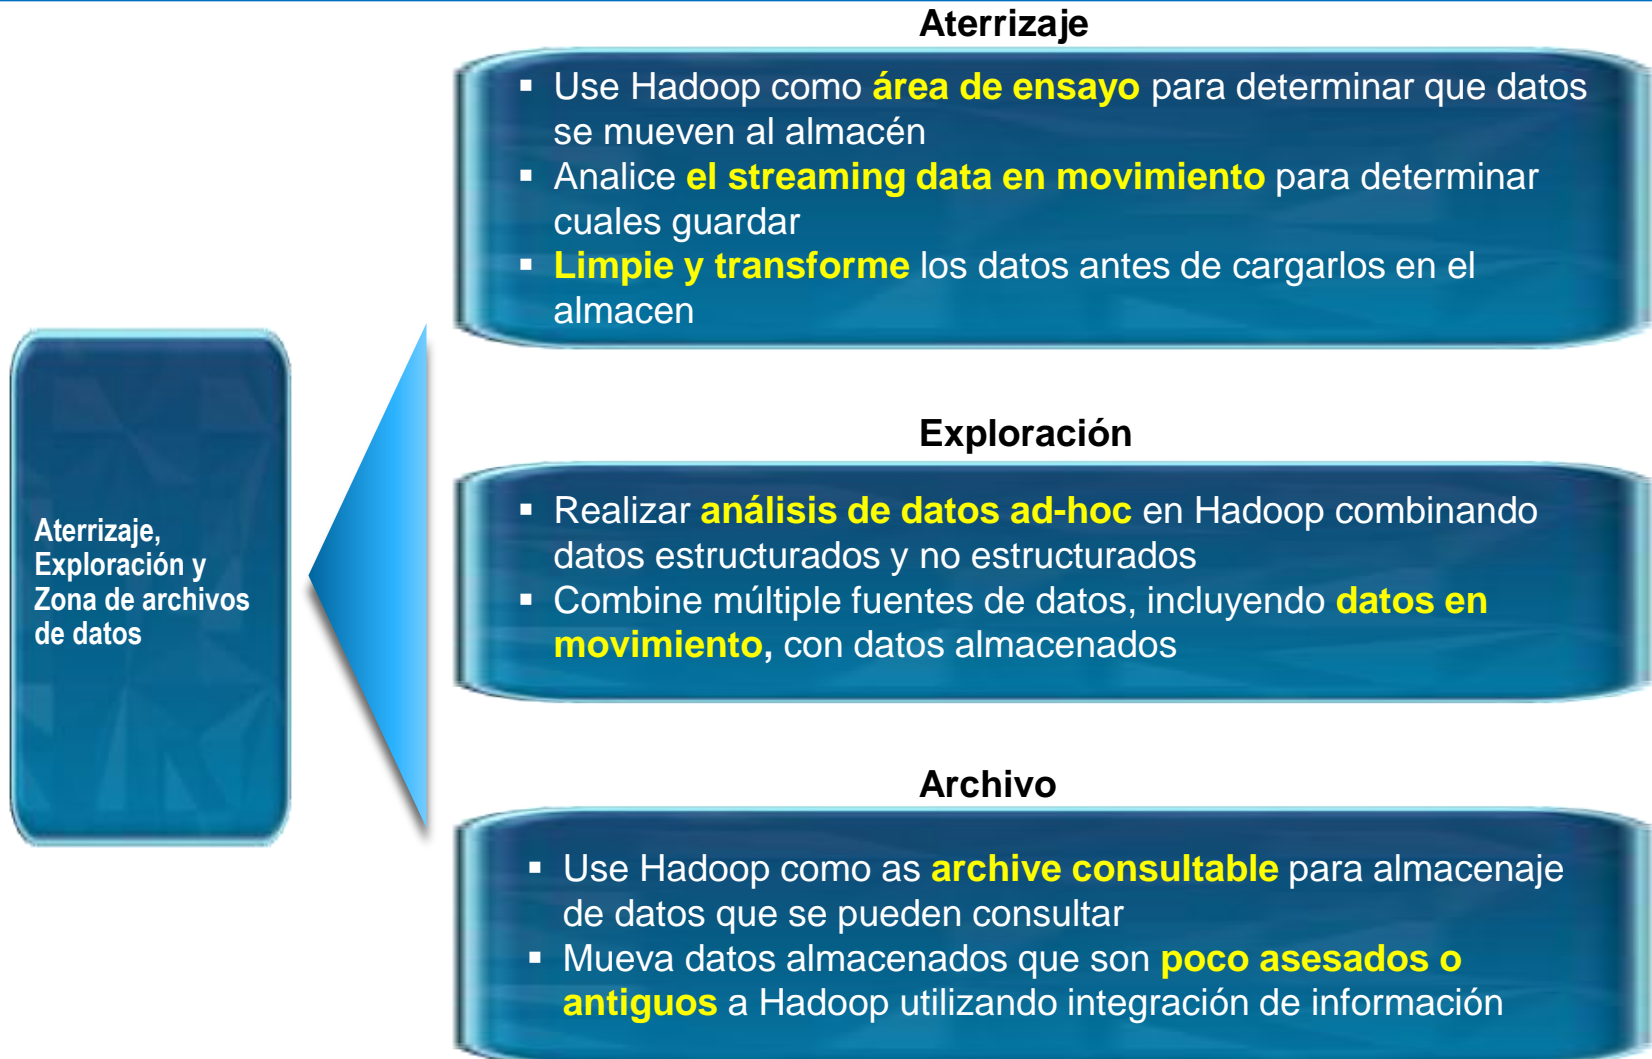 Aterrizaje
▪ Use Hadoop como área de ensayo para determinar que datos
se mueven al almacén
▪ Analice el streaming data en movimiento para determinar
cuales guardar
▪ Limpie y transforme los datos antes de cargarlos en el
almacen
Aterrizaje,
Exploración y
Zona de archivos
de datos
Exploración
▪ Realizar análisis de datos ad-hoc en Hadoop combinando
datos estructurados y no estructurados
▪ Combine múltiple fuentes de datos, incluyendo datos en
movimiento, con datos almacenados
Archivo
▪ Use Hadoop como as archive consultable para almacenaje
de datos que se pueden consultar
▪ Mueva datos almacenados que son poco asesados o
antiguos a Hadoop utilizando integración de información